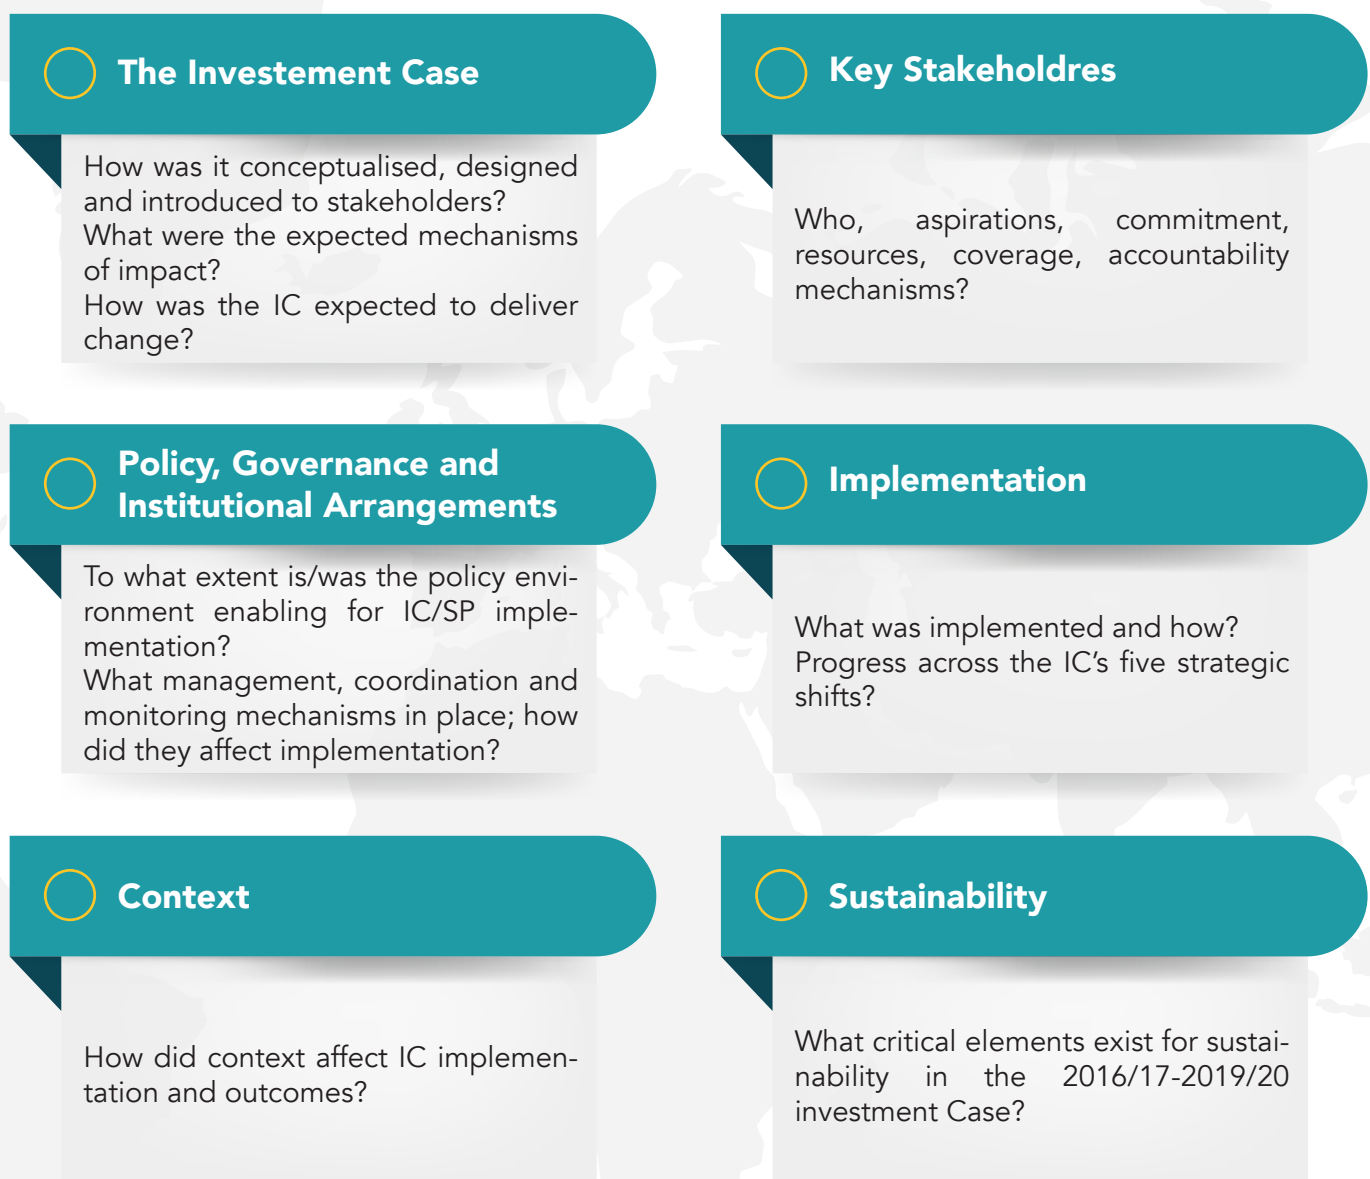 The Investement Case
How was it conceptualised, designed
and introduced to stakeholders?
What were the expected mechanisms
of impact?
How was the IC expected to deliver
change?
Key Stakeholdres
Who, aspirations, commitment,
resources, coverage, accountability
mechanisms?
Policy, Governance and
Institutional Arrangements
To what extent is/was the policy envi-
ronment enabling for IC/SP imple-
mentation?
What management, coordination and
monitoring mechanisms in place; how
did they affect implementation?
Implementation
What was implemented and how?
Progress across the IC's five strategic
shifts?
Context
How did context affect IC implemen-
tation and outcomes?
Sustainability
What critical elements exist for sustai-
nability in the 2016/17-2019/20
investment Case?